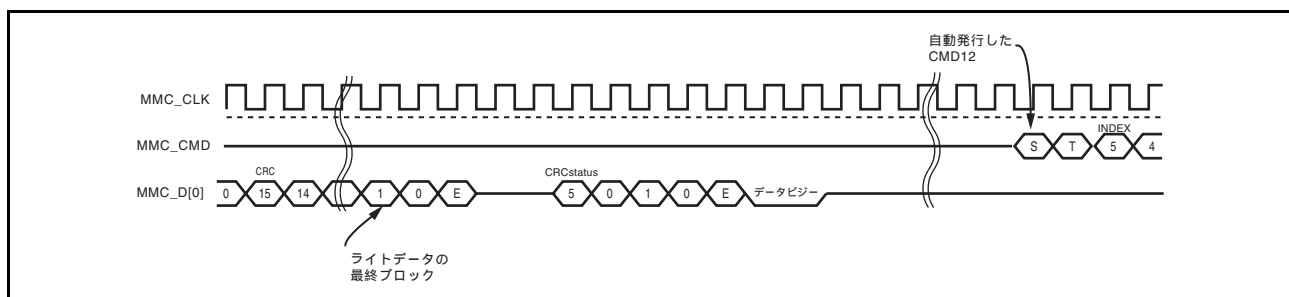 自動発行した
CMD12
MMC_CLK
INDEX
MMC_CMD
S T 5 4
CRC
CRCstatus
MMC_D[0]
0 15 14 1 0 E 5 0 1 0 E データビジー
ライトデータの
最終ブロック